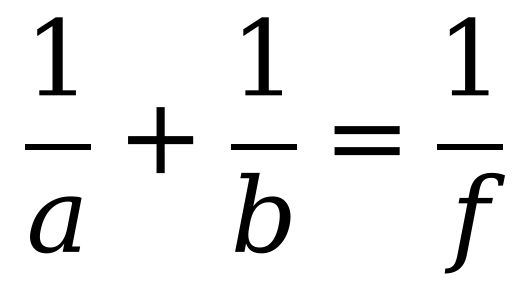 1/a + 1/b = 1/f